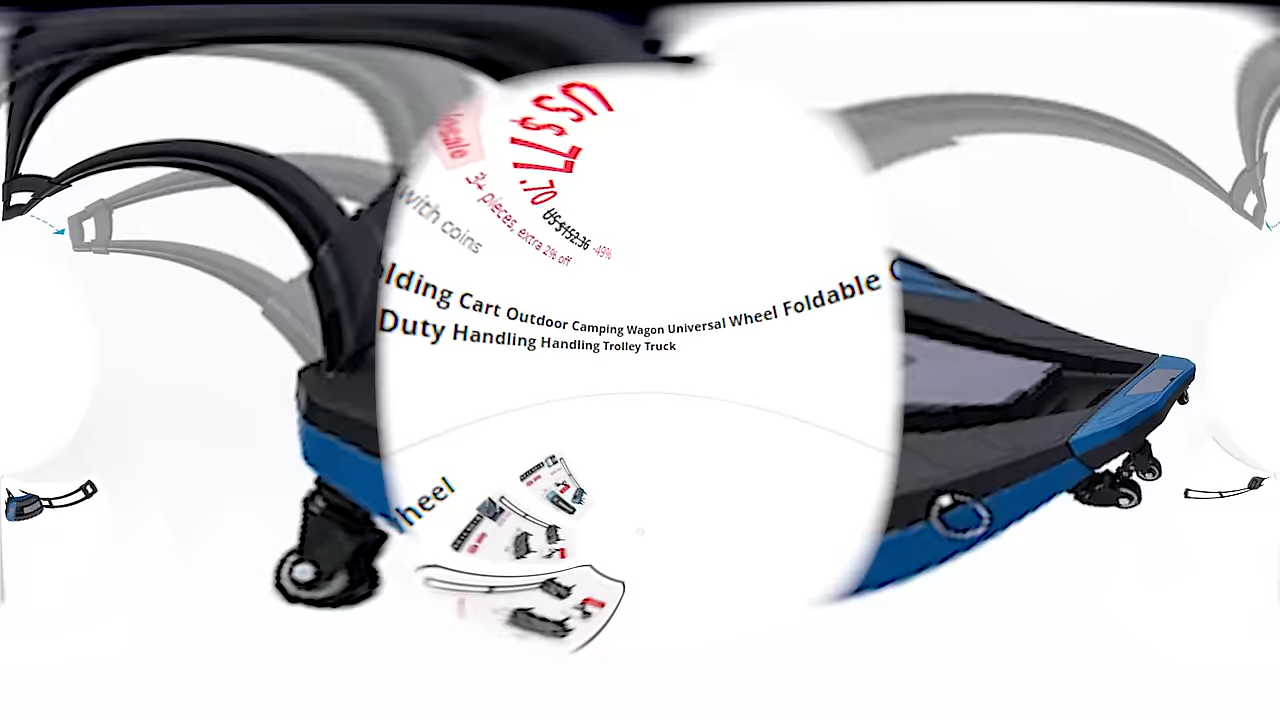 US $77.70
US $152.36 -49%
3+ pieces, extra 2% off
with coins
olding Cart Outdoor Camping Wagon Universal Wheel Foldable
Duty Handling Handling Trolley Truck
heel